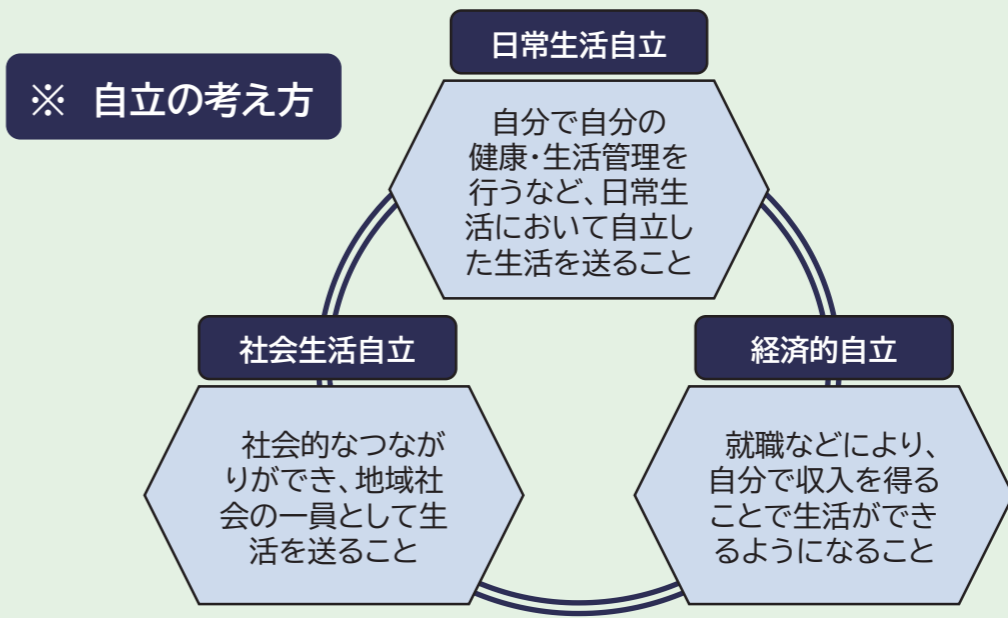 ※ 自立の考え方
日常生活自立
自分で自分の
健康・生活管理を
行うなど、日常生
活において自立し
た生活を送ること
社会生活自立
社会的なつなが
りができ、地域社
会の一員として生
活を送ること
経済的自立
就職などにより、
自分で収入を得る
ことで生活ができ
るようになること